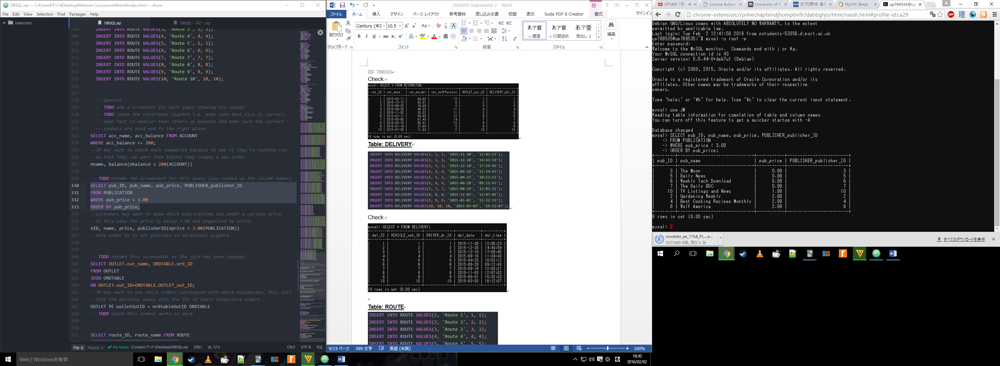 DBSQL.sql — C:¥Users¥マット¥Desktop¥Website Coursework¥html¥index.html — Atom
File Edit View Selection Find Packages Help
index.html
DBSQL.sql
DBSQL - コピー.sql
308 INSERT INTO ROUTE VALUES(3, 'Route 3', 3, 3);
309 INSERT INTO ROUTE VALUES(4, 'Route 4', 4, 4);
310 INSERT INTO ROUTE VALUES(5, 'Route 5', 5, 5);
311 INSERT INTO ROUTE VALUES(6, 'Route 6', 6, 6);
312 INSERT INTO ROUTE VALUES(7, 'Route 7', 7, 7);
313 INSERT INTO ROUTE VALUES(8, 'Route 8', 8, 8);
314 INSERT INTO ROUTE VALUES(9, 'Route 9', 9, 9);
315 INSERT INTO ROUTE VALUES(10, 'Route 10', 10, 10);
316
317
318 -- Queries
319 -- TODO add a screeshot for each query showing its output
320 -- TODO check the relational algebra i.e. make sure text size is correct,
321 -- some text is smaller than others on purpose and make sure the correct
322 -- symbols are used and in the right place
323 SELECT acc_name, acc_balance FROM ACCOUNT
324 WHERE acc_balance <= 200;
325 --JM may want to check each companies balance to see if they're running low
326 --so that they can warn them before they create a new order
327 πname, balance(σbalance ≤ 200(ACCOUNT))
328
329 -- TODO retake the screenshot for this query (you cocked up the column names)
330 SELECT pub_ID, pub_name, pub_price, PUBLISHER_publisher_ID
331 FROM PUBLICATION
332 WHERE pub_price < 3.00
333 ORDER BY pub_price;
334 --customers may want to know which publications are under a certain price
335 --in this case the price is below 3.00 and organised by price.
336 πID, name, price, publisherID(σprice < 3.00(PUBLICATION))
337 --note order by is not possible in relational algebra
338
339
340 -- TODO retake this screenshot as the join has been changed
341 SELECT OUTLET.out_name, ORDTABLE.ord_ID
342 FROM OUTLET
343 JOIN ORDTABLE
344 ON OUTLET.out_ID=ORDTABLE.OUTLET_out_ID;
345 --JM may want to see which orders correspond with which businesses, this will
346 --join the business names with the IDs of their respective orders
347 OUTLET ⋈ outletOutID = ordtableOutID ORDTABLE
348 -- TODO check this symbol works in word
349
350
351 SELECT route_ID, route_name FROM ROUTE
File 0 Project 0 No Issues C:\Users\マット\Desktop\DBSQL.sql 330:1 (4, 121) CRLF UTF-8 SQL
INDADD Submission 2 - Word
ファイル ホーム 挿入 デザイン ページ レイアウト 参考資料 差し込み文書 校閲 表示 Soda PDF 8 Creator 書式 サインイン
貼り付け
Century (本文 10.5
あア亜 あア亜 あア亜
標準 行間詰め 見出し 1
編集
クリップボード フォント 段落 スタイル
ID: 769535
Check:
mysql> SELECT * FROM RETURNITEM;
| ret_ID | ret_date | ret_weight | ret_noOfParcels | OUTLET_out_ID | DELIVERY_del_ID |
| 1 | 2015-02-11 | 64.02 | 13 | 1 | 1 |
| 2 | 2015-12-12 | 32.01 | 6 | 2 | 2 |
| 3 | 2015-08-22 | 16.00 | 3 | 3 | 3 |
| 4 | 2015-09-30 | 45.32 | 11 | 4 | 4 |
| 5 | 2015-11-02 | 32.52 | 11 | 5 | 5 |
| 6 | 2015-07-11 | 54.65 | 12 | 6 | 6 |
| 7 | 2015-05-05 | 67.43 | 14 | 7 | 7 |
| 8 | 2015-03-16 | 62.01 | 13 | 8 | 8 |
| 9 | 2015-01-19 | 27.65 | 5 | 9 | 9 |
| 10 | 2015-07-30 | 11.02 | 2 | 10 | 10 |
10 rows in set (0.00 sec)
Table: DELIVERY
INSERT INTO DELIVERY VALUES(1, 1, 1, '2015-11-30', '12:05:23');
INSERT INTO DELIVERY VALUES(2, 2, 2, '2015-12-20', '14:43:59');
INSERT INTO DELIVERY VALUES(3, 3, 3, '2015-12-10', '17:59:45');
INSERT INTO DELIVERY VALUES(4, 4, 4, '2015-09-16', '11:34:43');
INSERT INTO DELIVERY VALUES(5, 5, 5, '2015-04-23', '10:53:12');
INSERT INTO DELIVERY VALUES(6, 6, 6, '2015-06-28', '09:12:43');
INSERT INTO DELIVERY VALUES(7, 7, 7, '2015-08-19', '12:03:21');
INSERT INTO DELIVERY VALUES(8, 8, 8, '2015-11-03', '12:07:02');
INSERT INTO DELIVERY VALUES(9, 9, 9, '2015-05-01', '15:32:33');
INSERT INTO DELIVERY VALUES(10, 10, 10, '2015-03-03', '16:12:07');
Check:
mysql> SELECT * FROM DELIVERY;
| del_ID | VEHICLE_veh_ID | DRIVER_dr_ID | del_date | del_time |
| 1 | 1 | 1 | 2015-11-30 | 12:05:23 |
| 2 | 2 | 2 | 2015-12-20 | 14:43:59 |
| 3 | 3 | 3 | 2015-12-10 | 17:59:45 |
| 4 | 4 | 4 | 2015-09-16 | 11:34:43 |
| 5 | 5 | 5 | 2015-04-23 | 10:53:12 |
| 6 | 6 | 6 | 2015-06-28 | 09:12:43 |
| 7 | 7 | 7 | 2015-08-19 | 12:03:21 |
| 8 | 8 | 8 | 2015-11-03 | 12:07:02 |
| 9 | 9 | 9 | 2015-05-01 | 15:32:33 |
| 10 | 10 | 10 | 2015-03-03 | 16:12:07 |
10 rows in set (0.00 sec)
Table: ROUTE
INSERT INTO ROUTE VALUES(1, 'Route 1', 1, 1);
INSERT INTO ROUTE VALUES(2, 'Route 2', 2, 2);
INSERT INTO ROUTE VALUES(3, 'Route 3', 3, 3);
INSERT INTO ROUTE VALUES(4, 'Route 4', 4, 4);
INSERT INTO ROUTE VALUES(5, 'Route 5', 5, 5);
9/13 ページ 589 文字 英語 (米国) 100%
SPYAIR 『現 License Activat University of P 元プロ野球 清原 MyVM (Beta) up769535@up
chrome-extension://pnhechapfaindjhompbnflcldabbghjo/html/nassh.html#profile-id:ca29
Debian GNU/Linux comes with ABSOLUTELY NO WARRANTY, to the extent
permitted by applicable law.
Last login: Tue Feb 2 12:41:58 2016 from pstudents-53356.d.port.ac.uk
up769535@up769535:~$ mysql -u root -p
Enter password:
Welcome to the MySQL monitor. Commands end with ; or ¥g.
Your MySQL connection id is 43
Server version: 5.5.44-0+deb7u1 (Debian)
Copyright (c) 2000, 2015, Oracle and/or its affiliates. All rights reserved.
Oracle is a registered trademark of Oracle Corporation and/or its
affiliates. Other names may be trademarks of their respective
owners.
Type 'help;' or '¥h' for help. Type '¥c' to clear the current input statement.
mysql> use JM
Reading table information for completion of table and column names
You can turn off this feature to get a quicker startup with -A
Database changed
mysql> SELECT pub_ID, pub_name, pub_price, PUBLISHER_publisher_ID
-> FROM PUBLICATION
-> WHERE pub_price < 3.00
-> ORDER BY pub_price;
| pub_ID | pub_name | pub_price | PUBLISHER_publisher_ID |
| 3 | The Moon | 0.99 | 3 |
| 5 | Daily News | 0.99 | 5 |
| 6 | Weekly Tech Download | 0.99 | 6 |
| 7 | The Daily BDC | 0.99 | 7 |
| 10 | TV Listings and News | 1.99 | 10 |
| 2 | Gardening Weekly | 2.99 | 2 |
| 4 | Best Cooking Recipes Monthly | 2.99 | 4 |
| 8 | Wolf America | 2.99 | 8 |
8 rows in set (0.00 sec)
mysql>
modeler_ae_175A_PL....e...
537/585 MB、残り 5 分
すべてのダウンロードを表示
WebとWindowsを検索
電撃文庫
19:30
2016/02/02